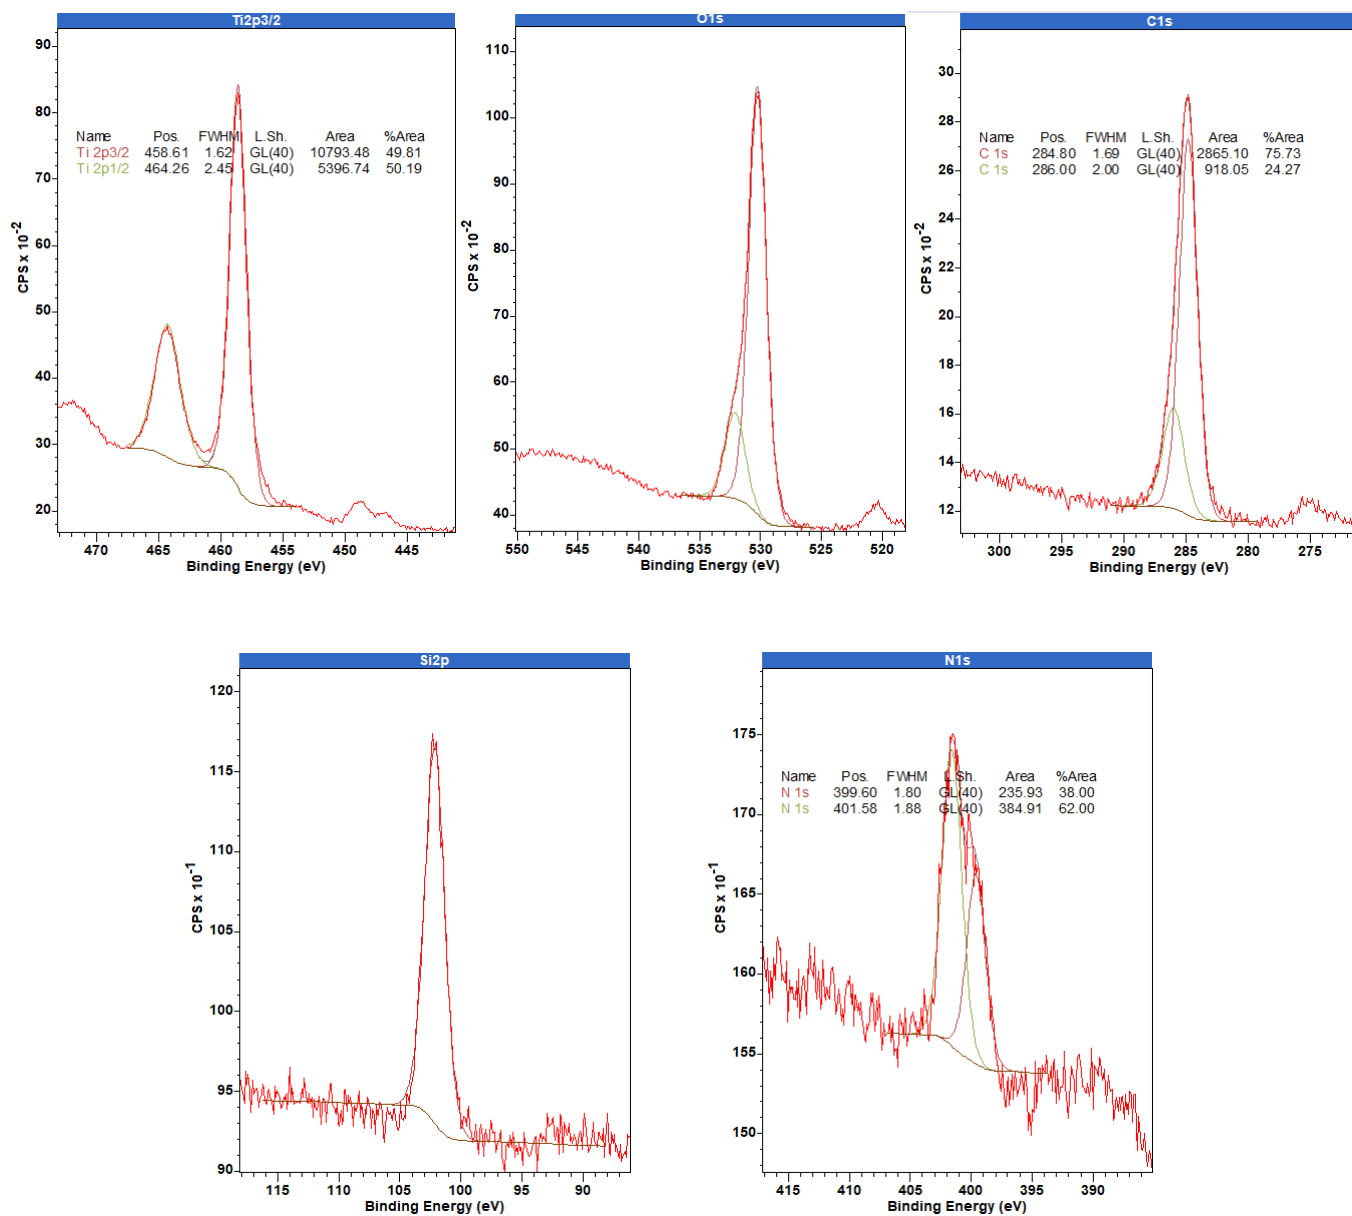 Ti2p3/2
90
80
70
60
50
40
30
20
CPS x 10⁻²
Name Pos. FWHM L.Sh. Area %Area
Ti 2p3/2 458.61 1.62 GL(40) 10793.48 49.81
Ti 2p1/2 464.26 2.45 GL(40) 5396.74 50.19
470 465 460 455 450 445
Binding Energy (eV)
O1s
110
100
90
80
70
60
50
40
CPS x 10⁻²
550 545 540 535 530 525 520
Binding Energy (eV)
C1s
30
28
26
24
22
20
18
16
14
12
CPS x 10⁻²
Name Pos. FWHM L.Sh. Area %Area
C 1s 284.80 1.69 GL(40) 2865.10 75.73
C 1s 286.00 2.00 GL(40) 918.05 24.27
300 295 290 285 280 275
Binding Energy (eV)
Si2p
120
115
110
105
100
95
90
CPS x 10⁻¹
115 110 105 100 95 90
Binding Energy (eV)
N1s
175
170
165
160
155
150
CPS x 10⁻¹
Name Pos. FWHM L.Sh. Area %Area
N 1s 399.60 1.80 GL(40) 235.93 38.00
N 1s 401.58 1.88 GL(40) 384.91 62.00
415 410 405 400 395 390
Binding Energy (eV)